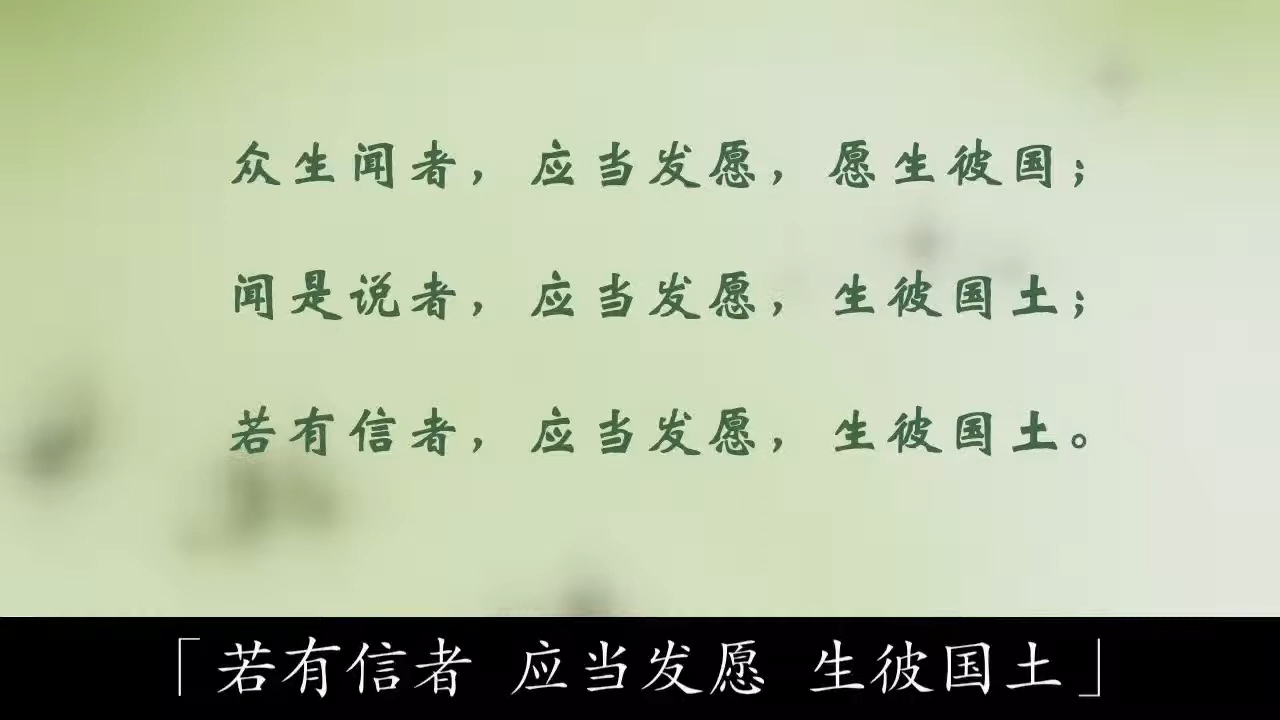 众生闻者，应当发愿，愿生彼国；
闻是说者，应当发愿，生彼国土；
若有信者，应当发愿，生彼国土。
「若有信者 应当发愿 生彼国土」